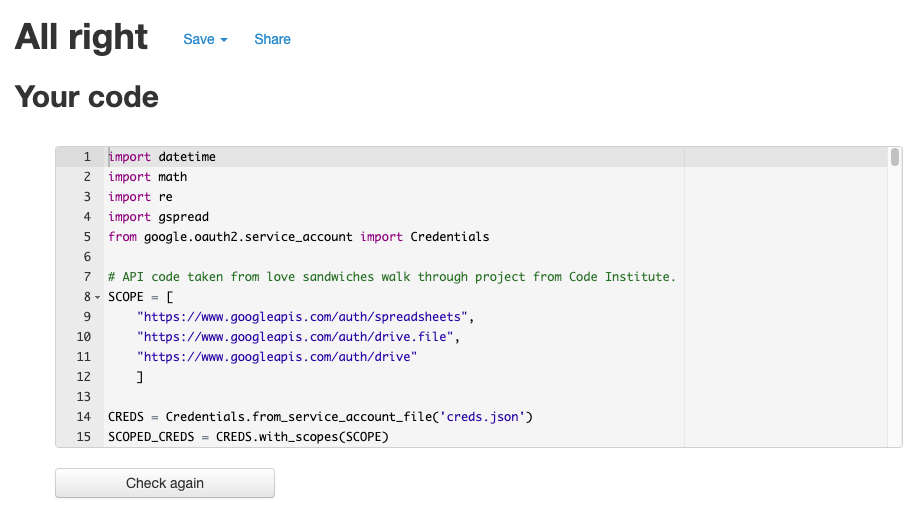 All right Save Share
Your code
1 import datetime
2 import math
3 import re
4 import gspread
5 from google.oauth2.service_account import Credentials
6
7 # API code taken from love sandwiches walk through project from Code Institute.
8 SCOPE = [
9     "https://www.googleapis.com/auth/spreadsheets",
10     "https://www.googleapis.com/auth/drive.file",
11     "https://www.googleapis.com/auth/drive"
12     ]
13
14 CREDS = Credentials.from_service_account_file('creds.json')
15 SCOPED_CREDS = CREDS.with_scopes(SCOPE)
Check again